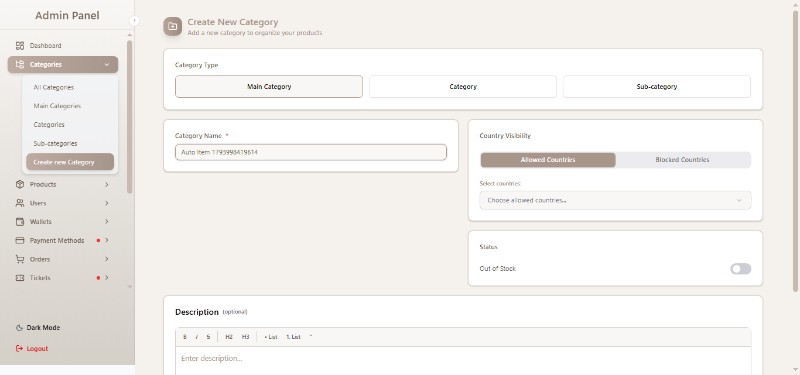 Admin Panel
Dashboard
Categories
All Categories
Main Categories
Categories
Sub-categories
Create new Category
Products
Users
Wallets
Payment Methods
Orders
Tickets
Dark Mode
Logout
Create New Category
Add a new category to organize your products
Category Type
Main Category
Category
Sub-category
Category Name *
Auto Item 1793998419614
Country Visibility
Allowed Countries
Blocked Countries
Select countries:
Choose allowed countries...
Status
Out of Stock
Description (optional)
B I S H2 H3 • List 1. List "
Enter description...